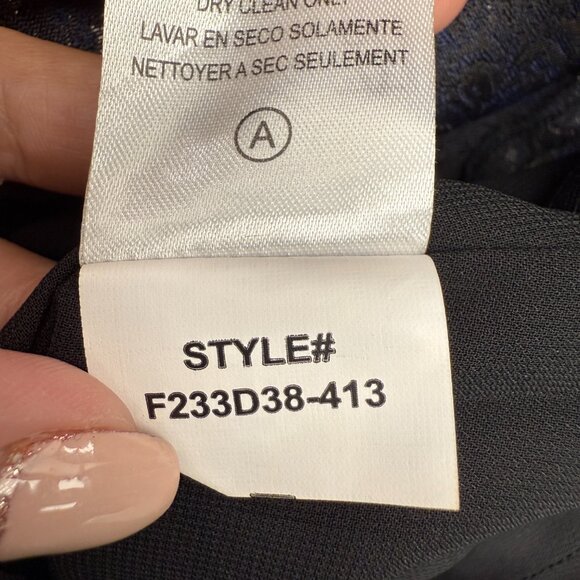 DRY CLEAN ONLY
LAVAR EN SECO SOLAMENTE
NETTOYER A SEC SEULEMENT
A
STYLE#
F233D38-413